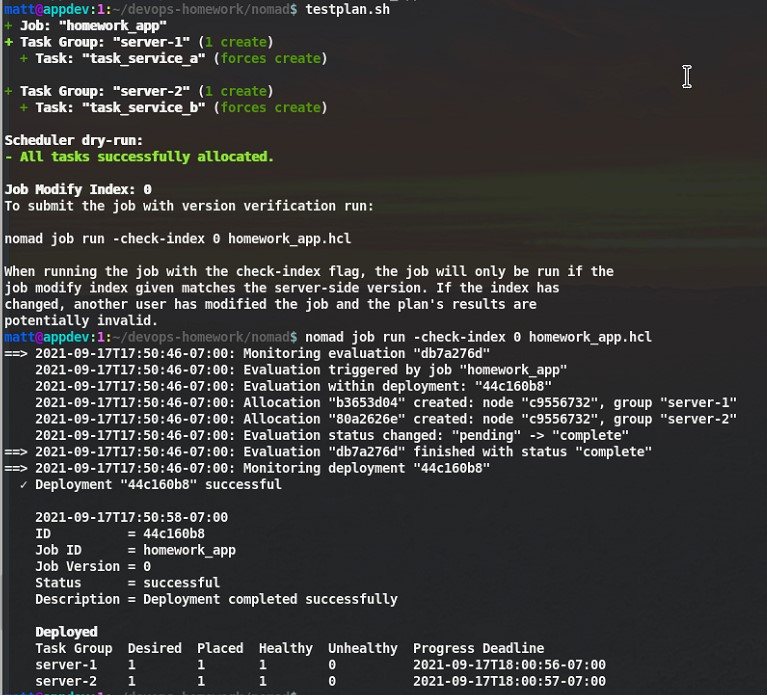 matt@appdev:1:~/devops-homework/nomad$ testplan.sh
+ Job: "homework_app"
+ Task Group: "server-1" (1 create)
  + Task: "task_service_a" (forces create)

+ Task Group: "server-2" (1 create)
  + Task: "task_service_b" (forces create)

Scheduler dry-run:
- All tasks successfully allocated.

Job Modify Index: 0
To submit the job with version verification run:

nomad job run -check-index 0 homework_app.hcl

When running the job with the check-index flag, the job will only be run if the
job modify index given matches the server-side version. If the index has
changed, another user has modified the job and the plan's results are
potentially invalid.
matt@appdev:1:~/devops-homework/nomad$ nomad job run -check-index 0 homework_app.hcl
==> 2021-09-17T17:50:46-07:00: Monitoring evaluation "db7a276d"
    2021-09-17T17:50:46-07:00: Evaluation triggered by job "homework_app"
    2021-09-17T17:50:46-07:00: Evaluation within deployment: "44c160b8"
    2021-09-17T17:50:46-07:00: Allocation "b3653d04" created: node "c9556732", group "server-1"
    2021-09-17T17:50:46-07:00: Allocation "80a2626e" created: node "c9556732", group "server-2"
    2021-09-17T17:50:46-07:00: Evaluation status changed: "pending" -> "complete"
==> 2021-09-17T17:50:46-07:00: Evaluation "db7a276d" finished with status "complete"
==> 2021-09-17T17:50:46-07:00: Monitoring deployment "44c160b8"
  ✓ Deployment "44c160b8" successful

    2021-09-17T17:50:58-07:00
    ID          = 44c160b8
    Job ID      = homework_app
    Job Version = 0
    Status      = successful
    Description = Deployment completed successfully

    Deployed
    Task Group  Desired  Placed  Healthy  Unhealthy  Progress Deadline
    server-1    1        1       1        0          2021-09-17T18:00:56-07:00
    server-2    1        1       1        0          2021-09-17T18:00:57-07:00